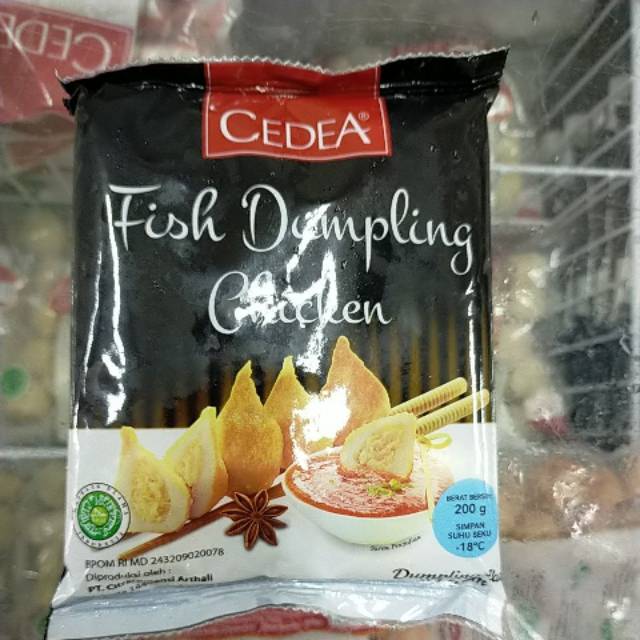 CEDEA®
Fish Dumpling
Chicken
BERAT BERSIH
200 g
SIMPAN
SUHU BEKU
-18°C
BPOM RI MD 243209020078
Diproduksi oleh :
PT.
Dumpling